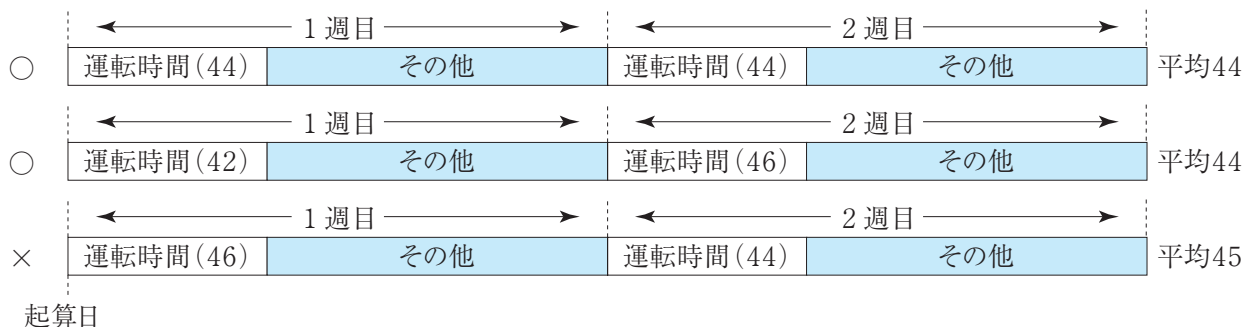 1週目 2週目
○ 運転時間(44) その他 運転時間(44) その他 平均44
1週目 2週目
○ 運転時間(42) その他 運転時間(46) その他 平均44
1週目 2週目
× 運転時間(46) その他 運転時間(44) その他 平均45
起算日